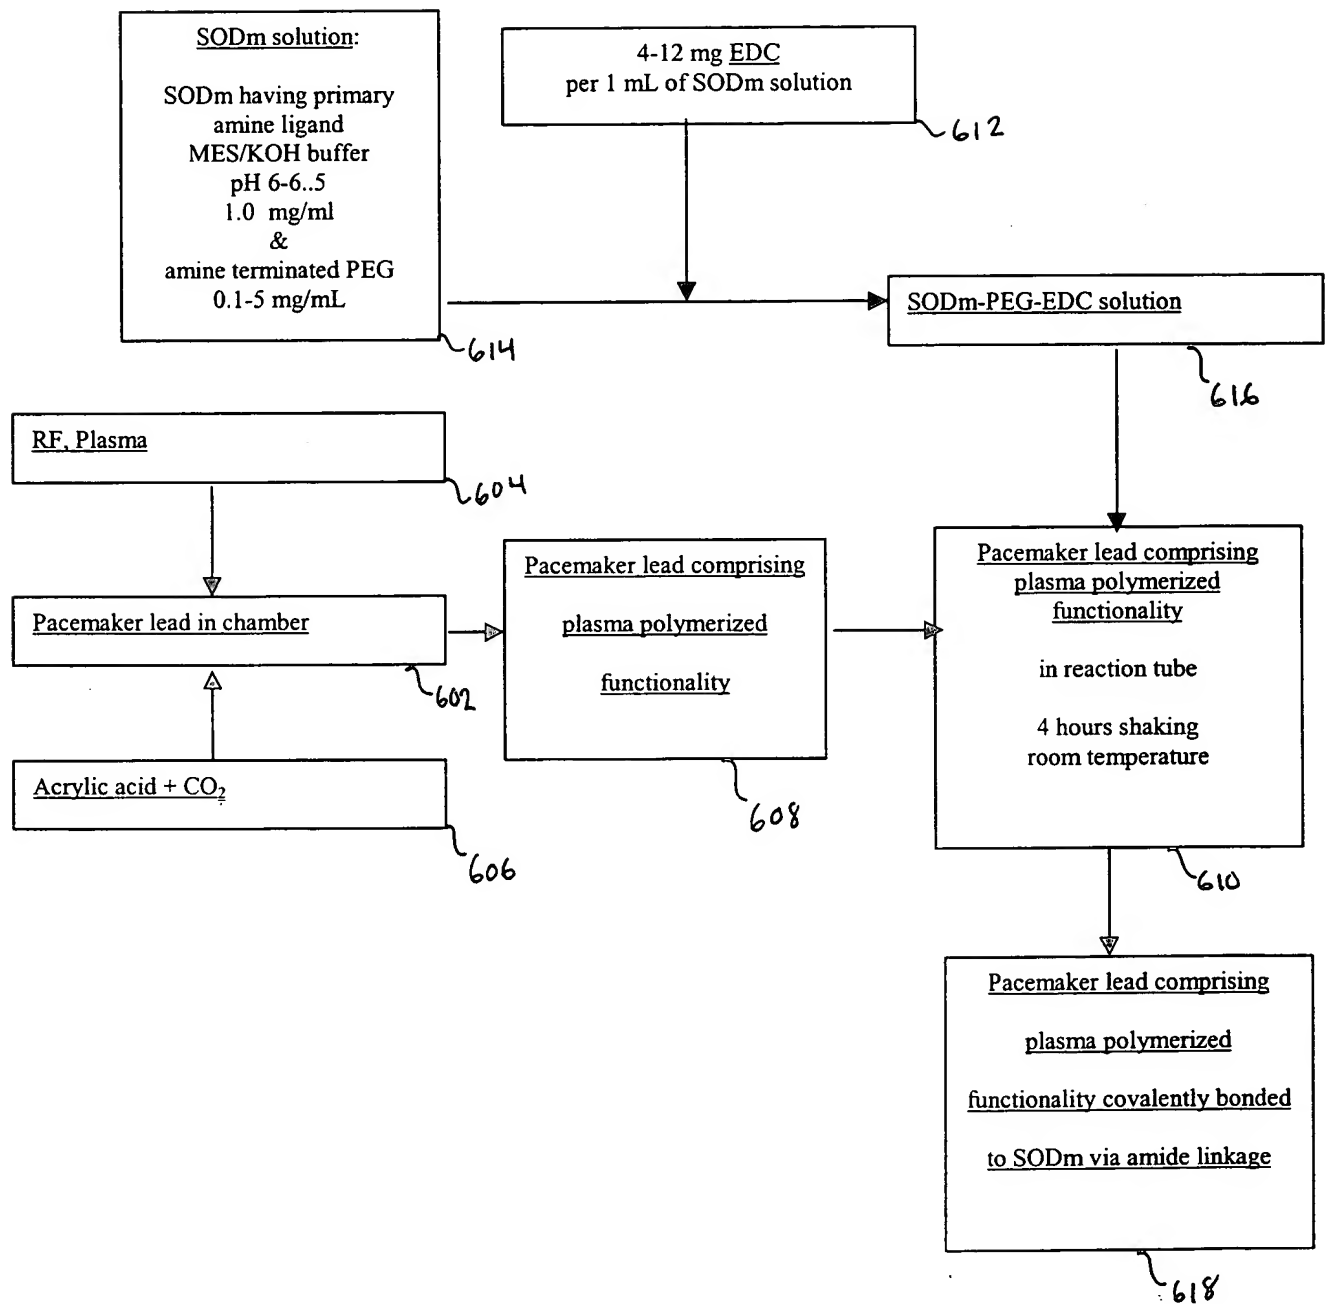 SODm solution:
SODm having primary
amine ligand
MES/KOH buffer
pH 6-6..5
1.0 mg/ml
&
amine terminated PEG
0.1-5 mg/mL
614
4-12 mg EDC
per 1 mL of SODm solution
612
SODm-PEG-EDC solution
616
RF, Plasma
604
Pacemaker lead in chamber
602
Acrylic acid + CO₂
606
Pacemaker lead comprising
plasma polymerized
functionality
608
Pacemaker lead comprising
plasma polymerized
functionality
in reaction tube
4 hours shaking
room temperature
610
Pacemaker lead comprising
plasma polymerized
functionality covalently bonded
to SODm via amide linkage
618